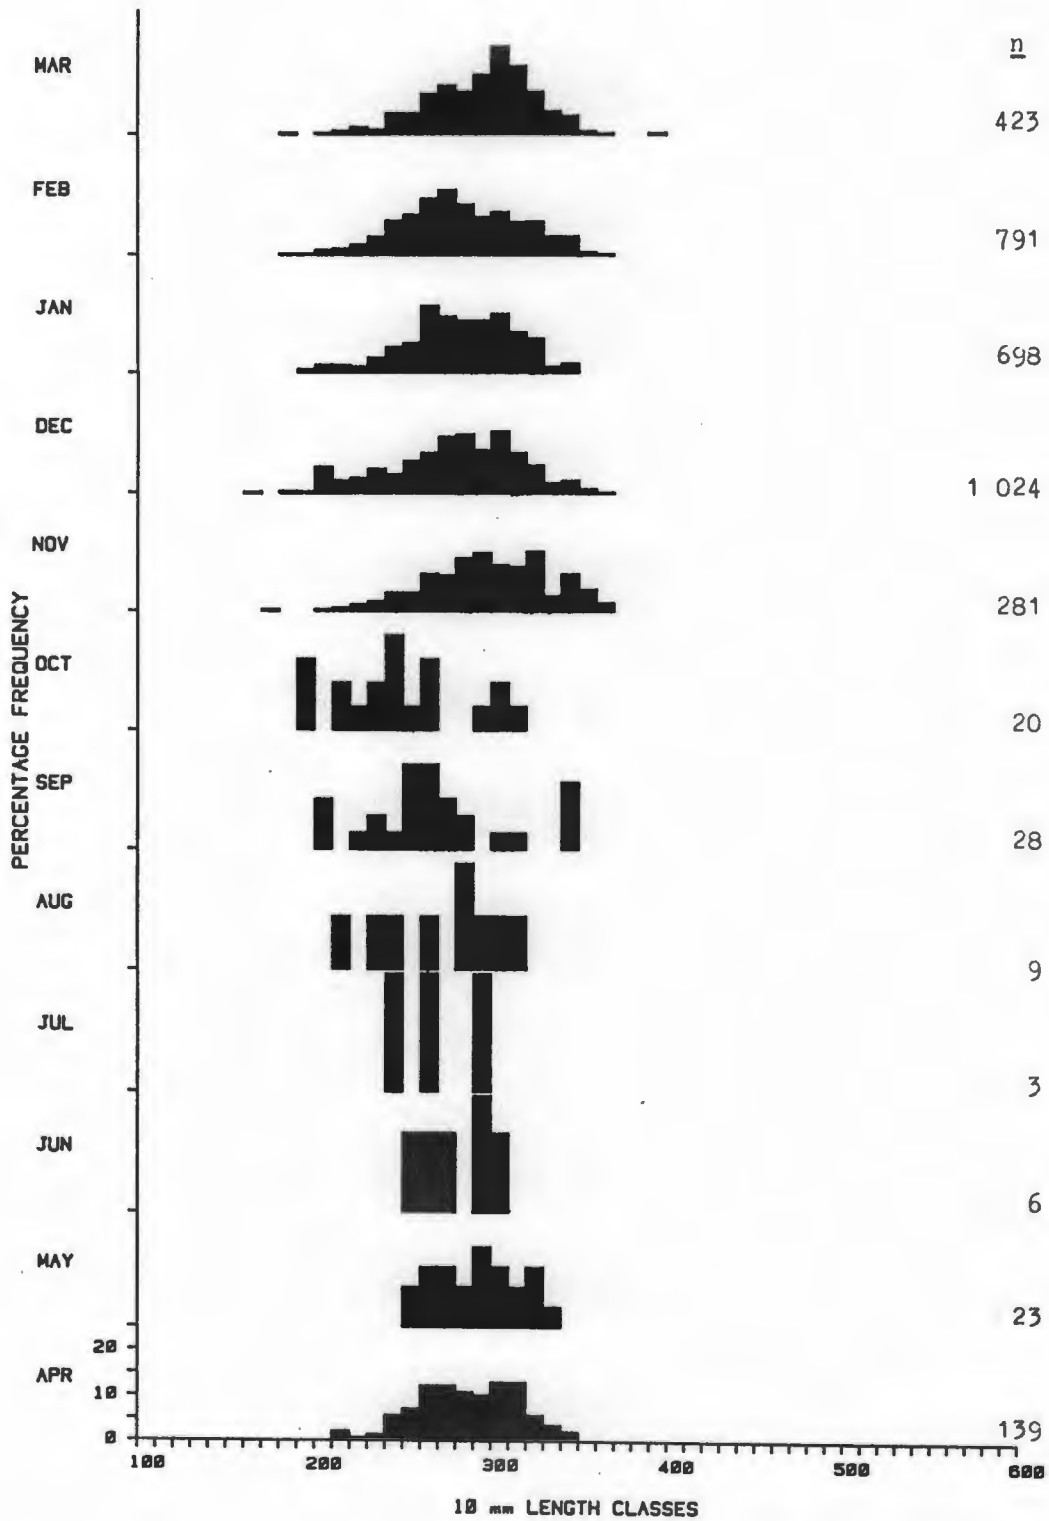 n
MAR
423
FEB
791
JAN
698
DEC
1 024
NOV
281
PERCENTAGE FREQUENCY
OCT
20
SEP
28
AUG
9
JUL
3
JUN
6
MAY
23
20
APR
10
0
139
100 200 300 400 500 600
10 mm LENGTH CLASSES